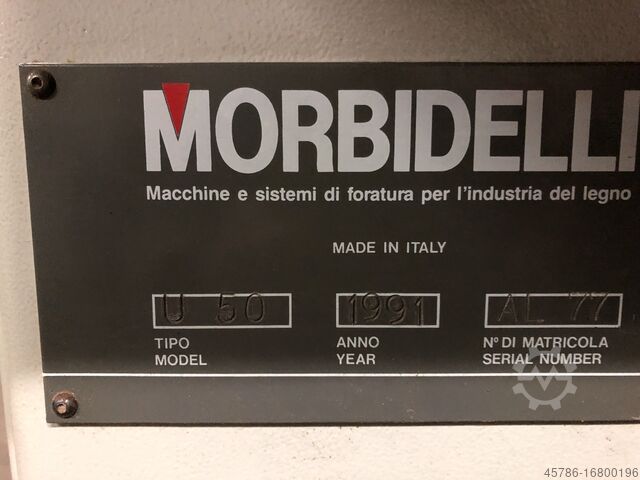 MORBIDELLI
Macchine e sistemi di foratura per l'industria del legno
MADE IN ITALY
U 50 1991 AL 77
TIPO ANNO N° DI MATRICOLA
MODEL YEAR SERIAL NUMBER
45786-16800196